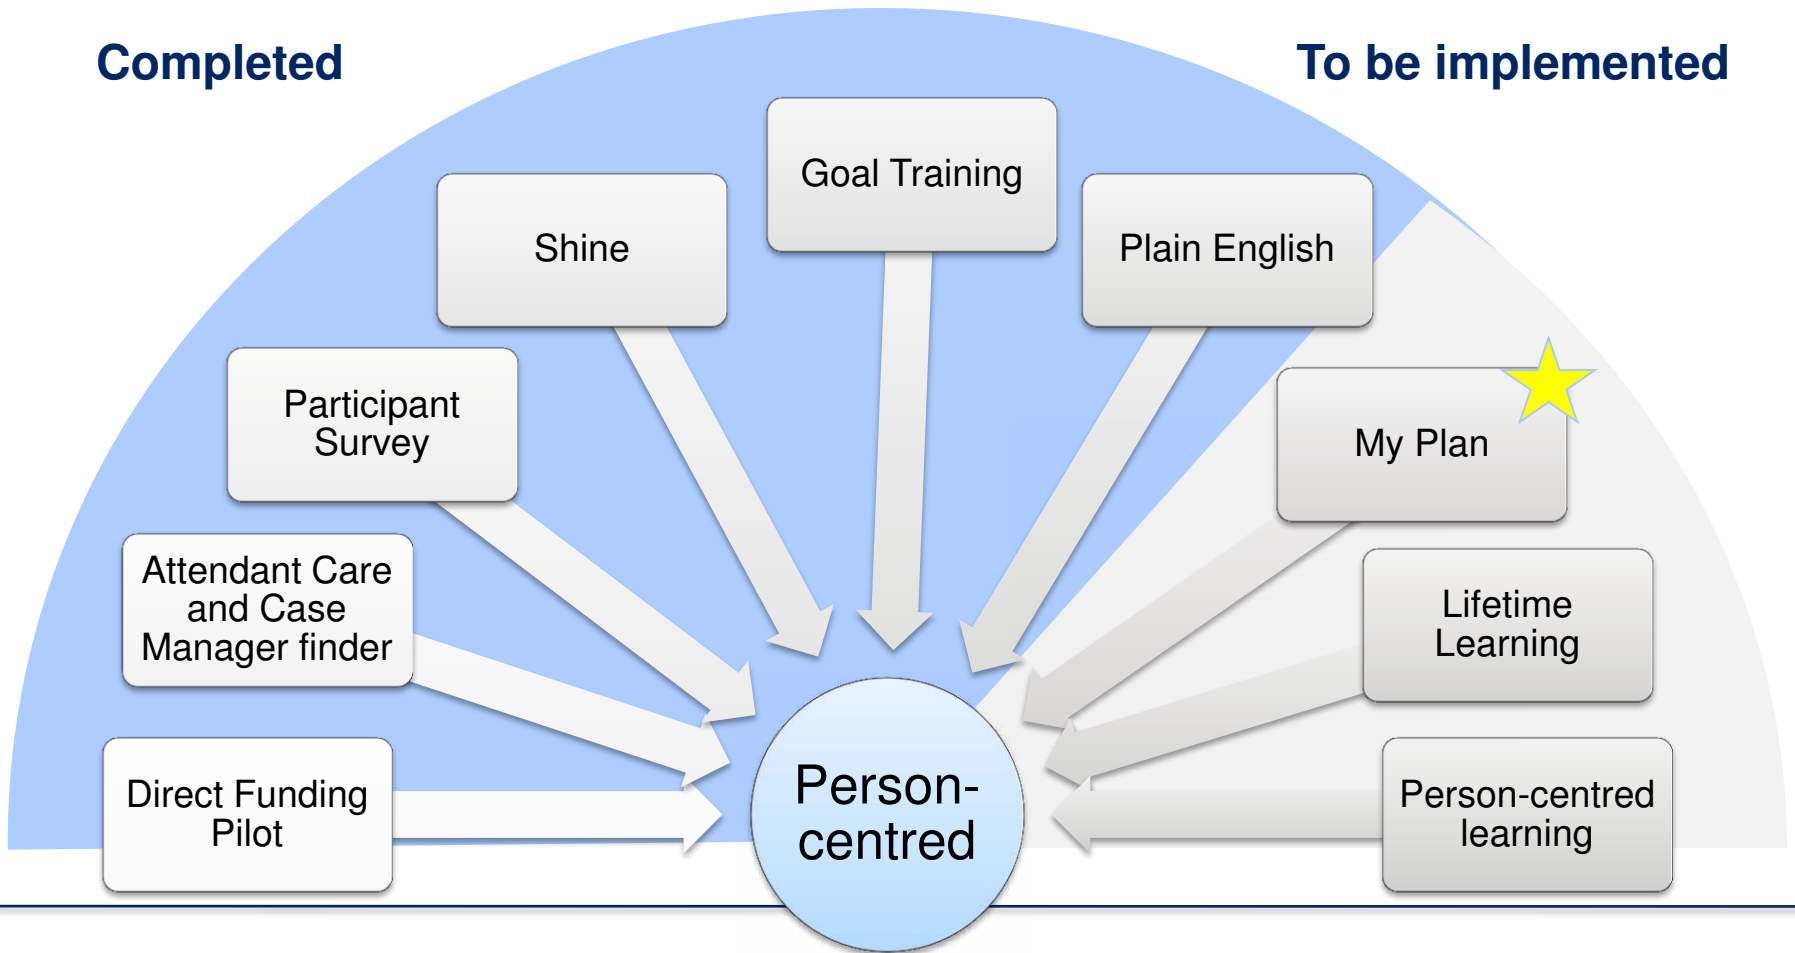 Completed
To be implemented
Goal Training
Shine
Plain English
Participant
Survey
My Plan
Attendant Care
and Case
Manager finder
Lifetime
Learning
Direct Funding
Pilot
Person-
centred
Person-centred
learning